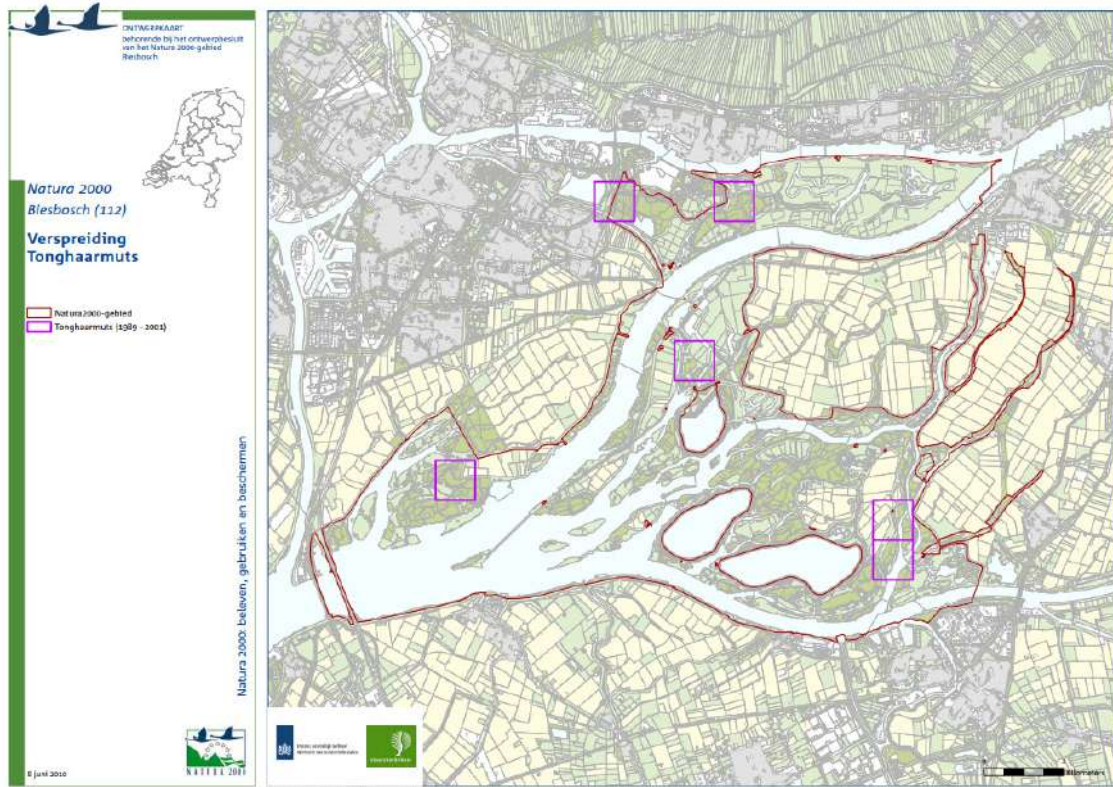 ONTWERPKAART
behorende bij het ontwerpbesluit
van het Natura 2000-gebied
Biesbosch
Natura 2000
Biesbosch (112)
Verspreiding
Tonghaarmuts
Natura2000-gebied
Tonghaarmuts (1989 - 2001)
Natura 2000: beleven, gebruiken en beschermen
NATURA 2000
8 juni 2010
Kilometers